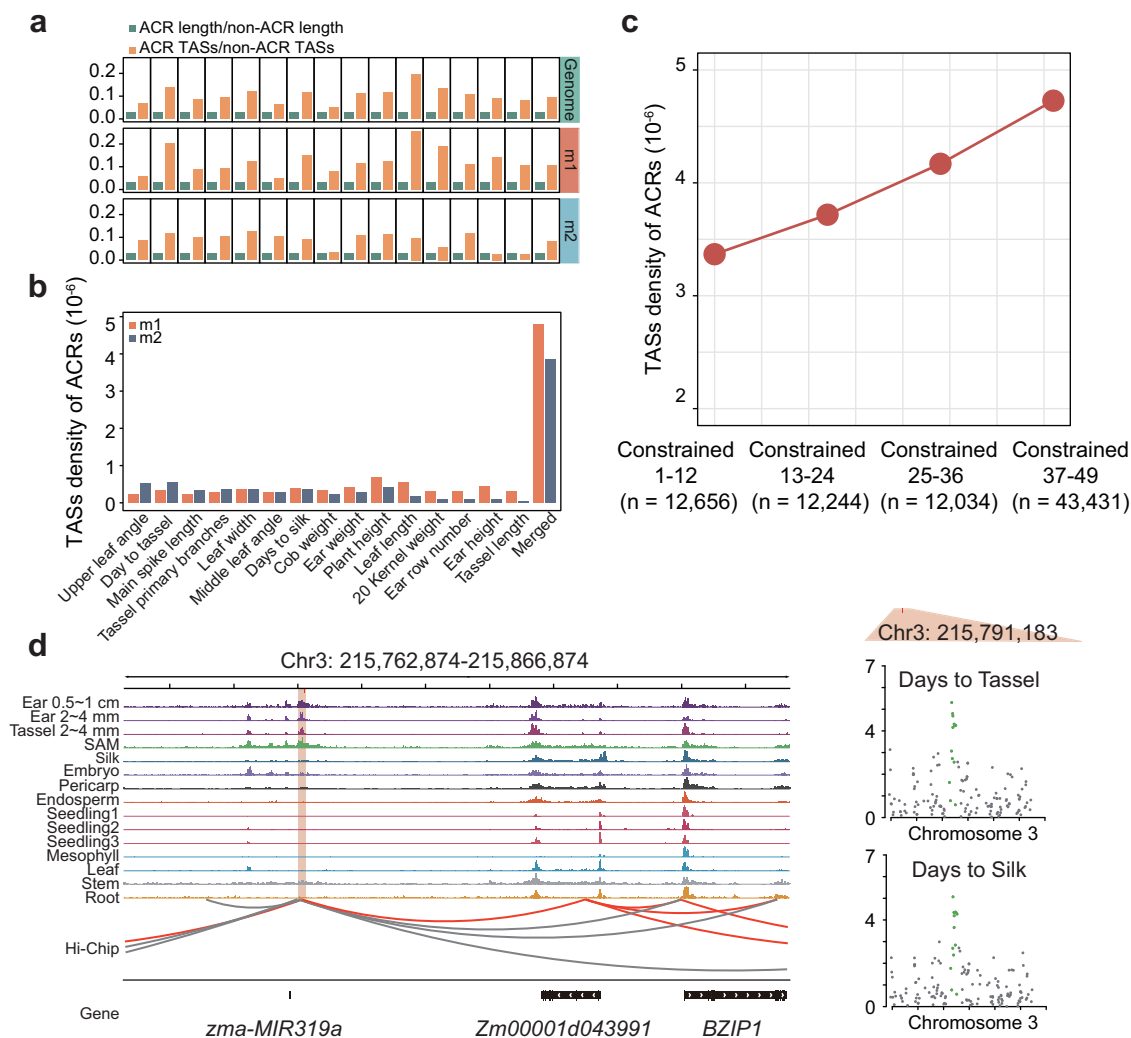 a
ACR length/non-ACR length
ACR TASs/non-ACR TASs
0.2
0.1
0.0
Genome
0.2
0.1
0.0
m1
0.2
0.1
0.0
m2
b
TASs density of ACRs (10-6)
5
4
3
2
1
0
m1
m2
Upper leaf angle
Day to tassel
Main spike length
Tassel primary branches
Leaf width
Middle leaf angle
Days to silk
Cob weight
Ear weight
Plant height
Leaf length
20 Kernel weight
Ear row number
Ear height
Tassel length
Merged
c
TASs density of ACRs (10-6)
5
4
3
2
Constrained 1-12 (n = 12,656)
Constrained 13-24 (n = 12,244)
Constrained 25-36 (n = 12,034)
Constrained 37-49 (n = 43,431)
d
Chr3: 215,762,874-215,866,874
Ear 0.5~1 cm
Ear 2~4 mm
Tassel 2~4 mm
SAM
Silk
Embryo
Pericarp
Endosperm
Seedling1
Seedling2
Seedling3
Mesophyll
Leaf
Stem
Root
Hi-Chip
Gene
zma-MIR319a
Zm00001d043991
BZIP1
Chr3: 215,791,183
7
4
2
0
Days to Tassel
Chromosome 3
7
4
2
0
Days to Silk
Chromosome 3